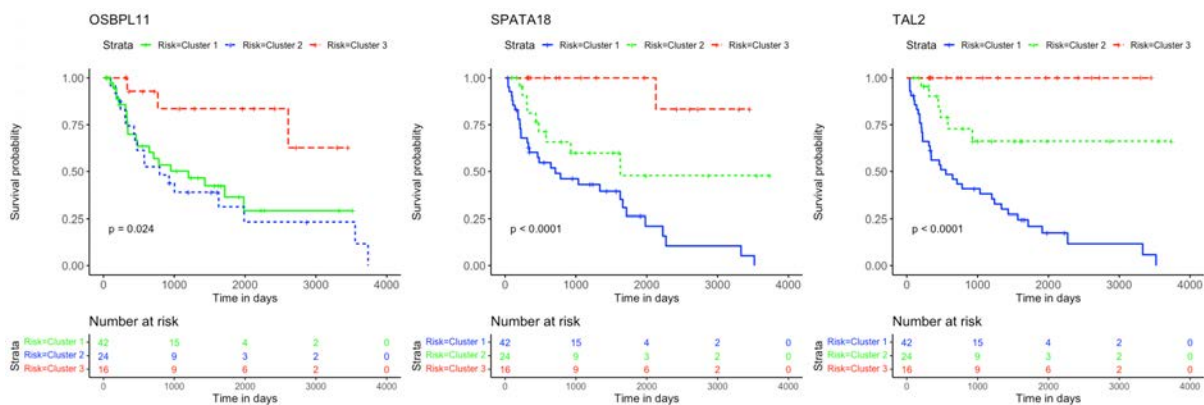 OSBPL11
Strata Risk=Cluster 1 Risk=Cluster 2 Risk=Cluster 3
Survival probability
1.00
0.75
0.50
0.25
0.00
p = 0.024
0 1000 2000 3000 4000
Time in days
Number at risk
Strata
Risk=Cluster 1 42 15 4 2 0
Risk=Cluster 2 24 9 3 2 0
Risk=Cluster 3 16 9 6 2 0
0 1000 2000 3000 4000
Time in days
SPATA18
Strata Risk=Cluster 1 Risk=Cluster 2 Risk=Cluster 3
Survival probability
1.00
0.75
0.50
0.25
0.00
p < 0.0001
0 1000 2000 3000 4000
Time in days
Number at risk
Strata
Risk=Cluster 1 42 15 4 2 0
Risk=Cluster 2 24 9 3 2 0
Risk=Cluster 3 16 9 6 2 0
0 1000 2000 3000 4000
Time in days
TAL2
Strata Risk=Cluster 1 Risk=Cluster 2 Risk=Cluster 3
Survival probability
1.00
0.75
0.50
0.25
0.00
p < 0.0001
0 1000 2000 3000 4000
Time in days
Number at risk
Strata
Risk=Cluster 1 42 15 4 2 0
Risk=Cluster 2 24 9 3 2 0
Risk=Cluster 3 16 9 6 2 0
0 1000 2000 3000 4000
Time in days